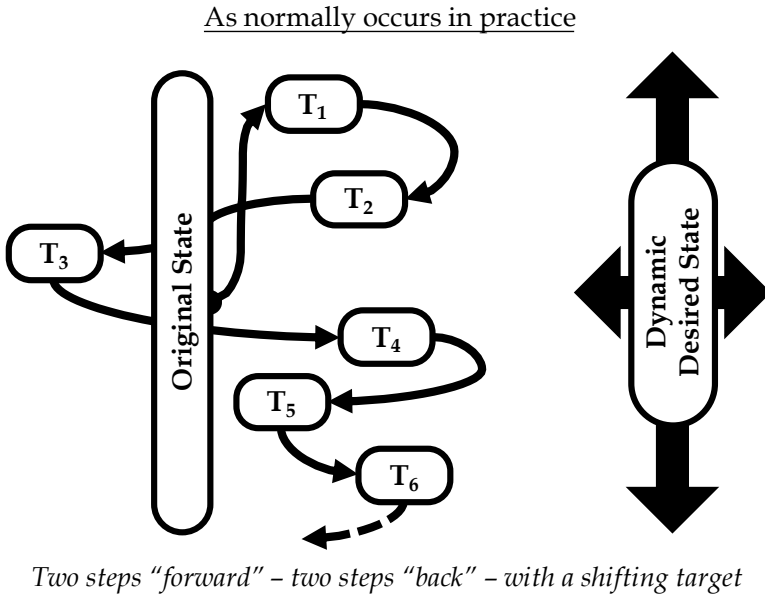 As normally occurs in practice
T₁
T₂
T₃
Original State
T₄
T₅
T₆
Dynamic
Desired State
Two steps “forward” – two steps “back” – with a shifting target